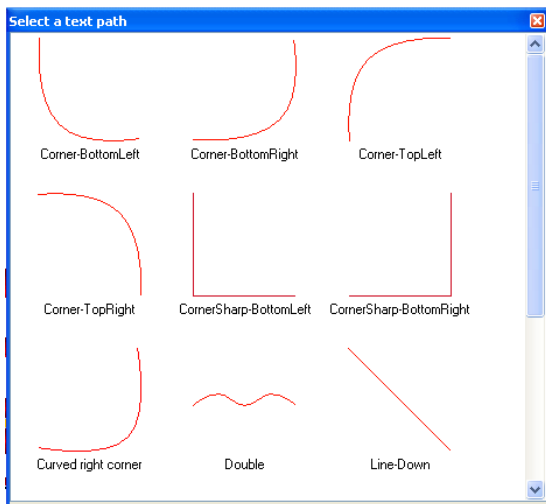 Select a text path
Corner-BottomLeft
Corner-BottomRight
Corner-TopLeft
Corner-TopRight
CornerSharp-BottomLeft
CornerSharp-BottomRight
Curved right corner
Double
Line-Down